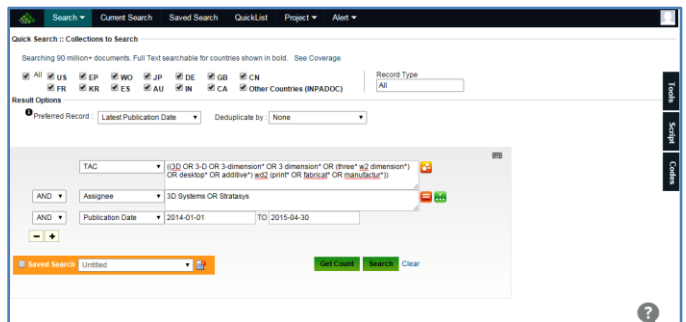 Search Current Search Saved Search QuickList Project Alert
Quick Search :: Collections to Search
Searching 90 million+ documents. Full Text searchable for countries shown in bold. See Coverage
All US EP WO JP DE GB CN
FR KR ES AU IN CA Other Countries (INPADOC)
Record Type
All
Result Options
Preferred Record : Latest Publication Date Deduplicate by : None
TAC ((3D OR 3-D OR 3-dimension* OR 3 dimension* OR (three* w2 dimension*)
OR desktop* OR additive*) wd2 (print* OR fabricat* OR manufactur*))
AND Assignee 3D Systems OR Stratasys
AND Publication Date 2014-01-01 TO 2015-04-30
Saved Search Untitled Get Count Search Clear
Tools
Script
Codes